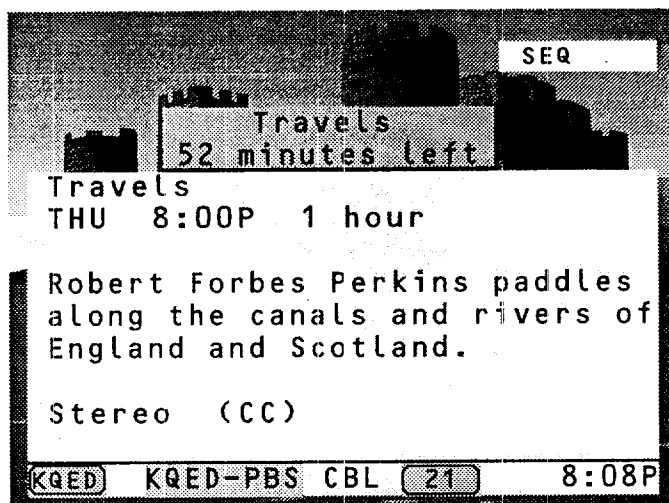 SEQ
Travels
52 minutes left
Travels
THU 8:00P 1 hour
Robert Forbes Perkins paddles
along the canals and rivers of
England and Scotland.
Stereo (CC)
KQED KQED-PBS CBL 21 8:08P